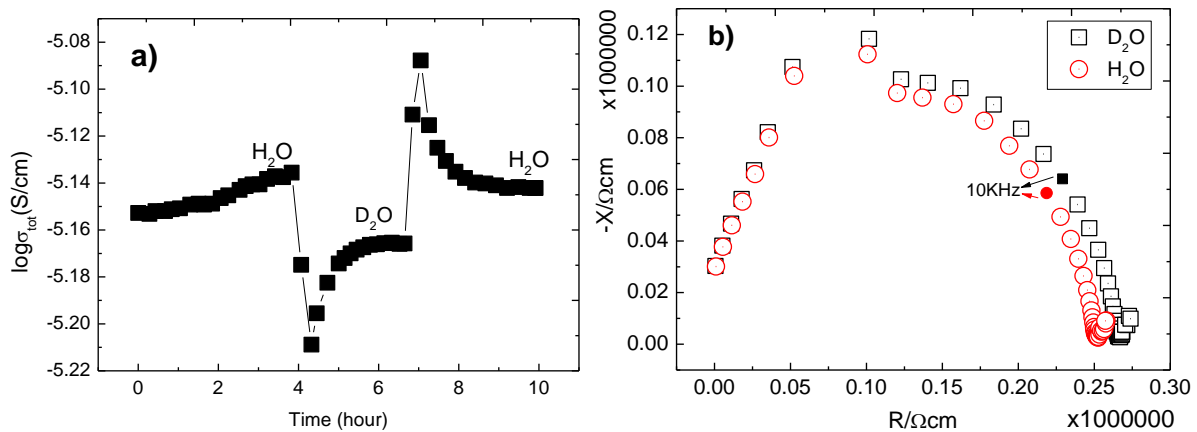 a)
-5.08
-5.10
-5.12
-5.14
-5.16
-5.18
-5.20
-5.22
logσtot(S/cm)
H2O
D2O
H2O
0 2 4 6 8 10
Time (hour)
b)
x1000000
0.12
0.10
0.08
0.06
0.04
0.02
0.00
-X/Ωcm
D2O
H2O
10KHz
0.00 0.05 0.10 0.15 0.20 0.25 0.30
R/Ωcm x1000000